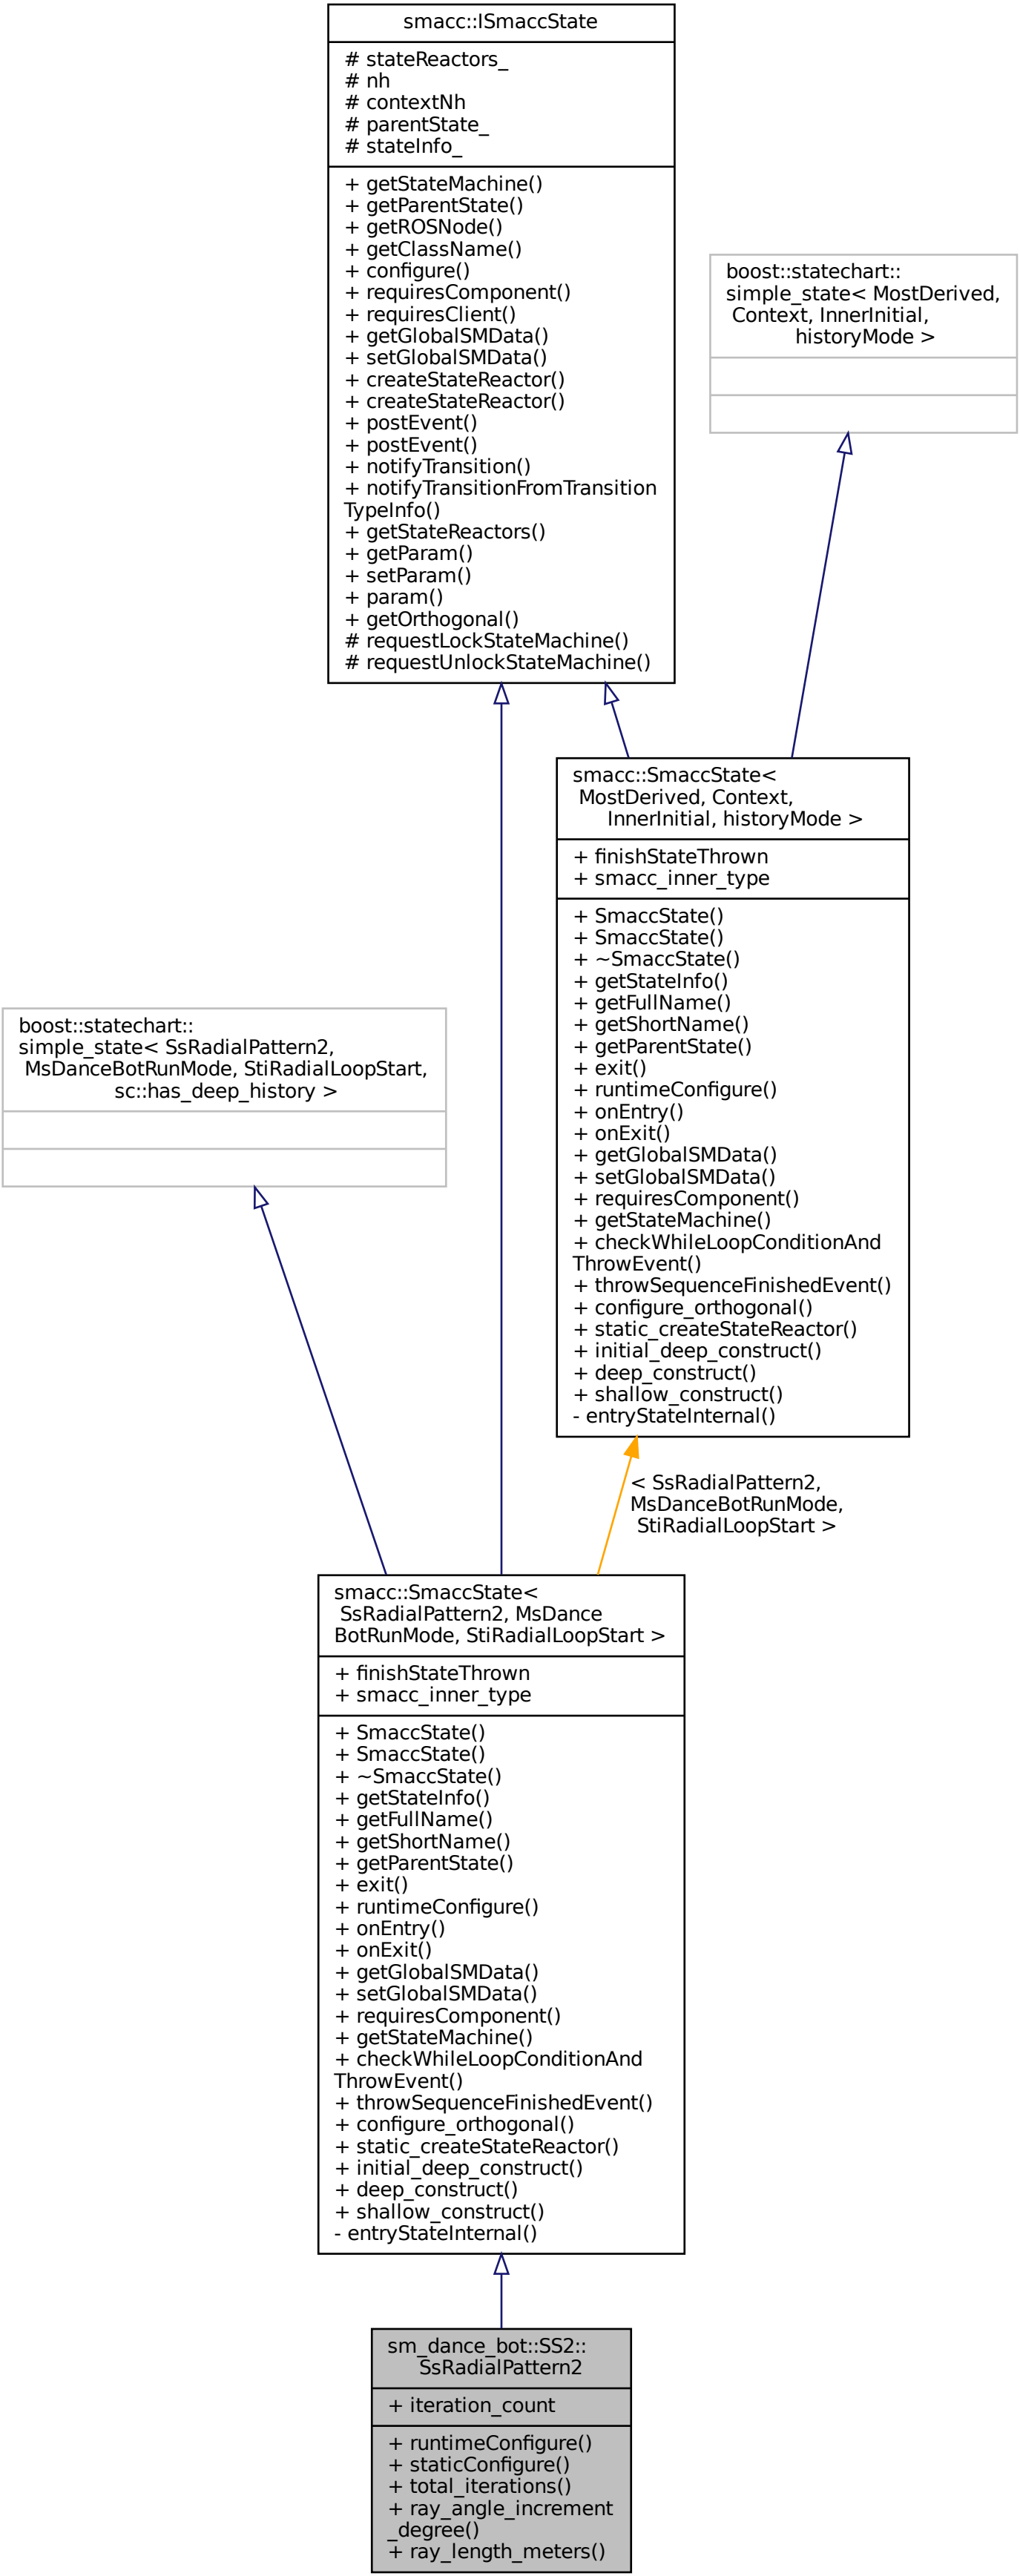 smacc::ISmaccState
# stateReactors_
# nh
# contextNh
# parentState_
# stateInfo_
+ getStateMachine()
+ getParentState()
+ getROSNode()
+ getClassName()
+ configure()
+ requiresComponent()
+ requiresClient()
+ getGlobalSMData()
+ setGlobalSMData()
+ createStateReactor()
+ createStateReactor()
+ postEvent()
+ postEvent()
+ notifyTransition()
+ notifyTransitionFromTransition
TypeInfo()
+ getStateReactors()
+ getParam()
+ setParam()
+ param()
+ getOrthogonal()
# requestLockStateMachine()
# requestUnlockStateMachine()
boost::statechart::
simple_state< MostDerived,
Context, InnerInitial,
historyMode >
smacc::SmaccState<
MostDerived, Context,
InnerInitial, historyMode >
+ finishStateThrown
+ smacc_inner_type
+ SmaccState()
+ SmaccState()
+ ~SmaccState()
+ getStateInfo()
+ getFullName()
+ getShortName()
+ getParentState()
+ exit()
+ runtimeConfigure()
+ onEntry()
+ onExit()
+ getGlobalSMData()
+ setGlobalSMData()
+ requiresComponent()
+ getStateMachine()
+ checkWhileLoopConditionAnd
ThrowEvent()
+ throwSequenceFinishedEvent()
+ configure_orthogonal()
+ static_createStateReactor()
+ initial_deep_construct()
+ deep_construct()
+ shallow_construct()
- entryStateInternal()
boost::statechart::
simple_state< SsRadialPattern2,
MsDanceBotRunMode, StiRadialLoopStart,
sc::has_deep_history >
< SsRadialPattern2,
MsDanceBotRunMode,
StiRadialLoopStart >
smacc::SmaccState<
SsRadialPattern2, MsDance
BotRunMode, StiRadialLoopStart >
+ finishStateThrown
+ smacc_inner_type
+ SmaccState()
+ SmaccState()
+ ~SmaccState()
+ getStateInfo()
+ getFullName()
+ getShortName()
+ getParentState()
+ exit()
+ runtimeConfigure()
+ onEntry()
+ onExit()
+ getGlobalSMData()
+ setGlobalSMData()
+ requiresComponent()
+ getStateMachine()
+ checkWhileLoopConditionAnd
ThrowEvent()
+ throwSequenceFinishedEvent()
+ configure_orthogonal()
+ static_createStateReactor()
+ initial_deep_construct()
+ deep_construct()
+ shallow_construct()
- entryStateInternal()
sm_dance_bot::SS2::
SsRadialPattern2
+ iteration_count
+ runtimeConfigure()
+ staticConfigure()
+ total_iterations()
+ ray_angle_increment
_degree()
+ ray_length_meters()